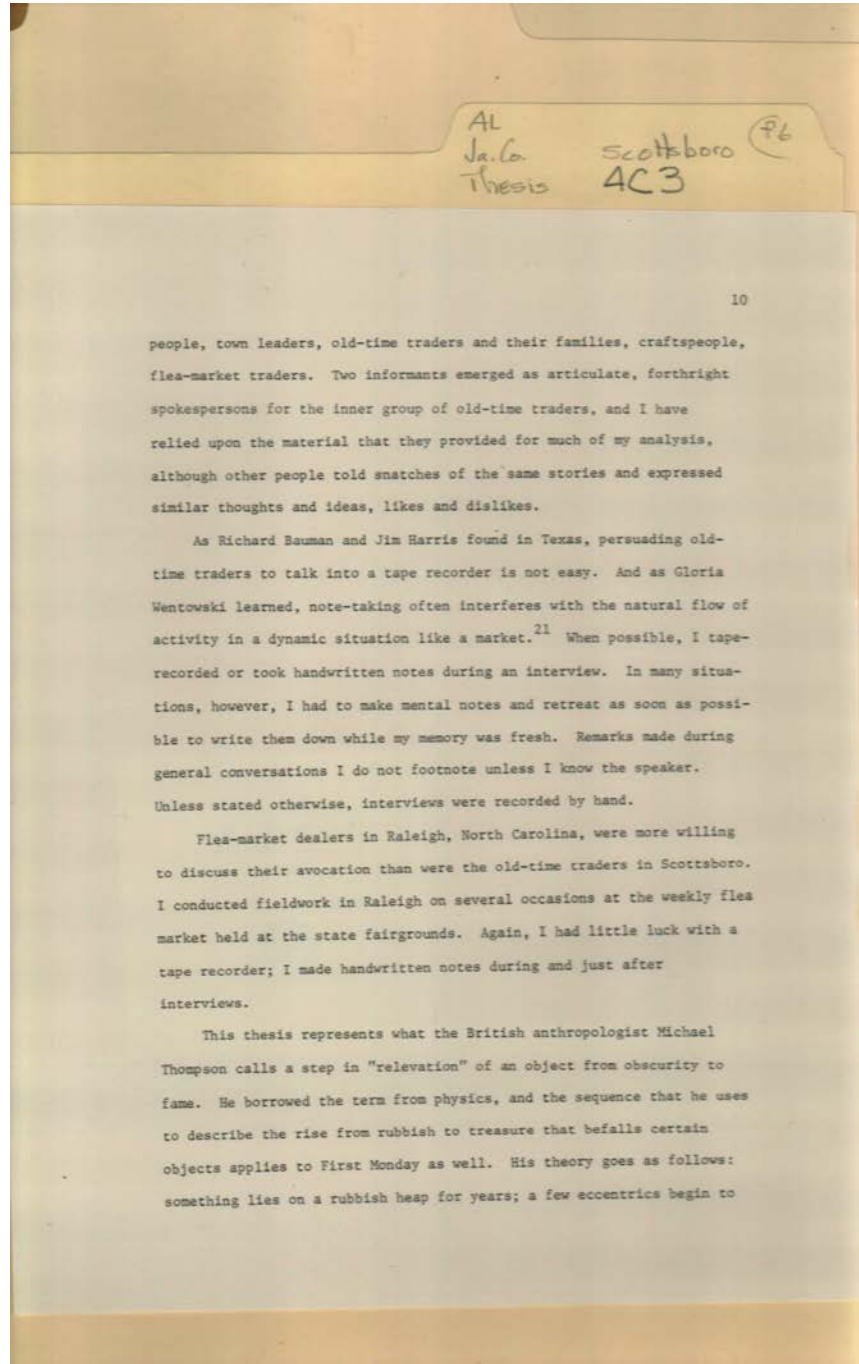 AL
Ja. Co. Scottsboro P6
Thesis 4C3
10
people, town leaders, old-time traders and their families, craftspeople,
flea-market traders. Two informants emerged as articulate, forthright
spokespersons for the inner group of old-time traders, and I have
relied upon the material that they provided for much of my analysis,
although other people told snatches of the same stories and expressed
similar thoughts and ideas, likes and dislikes.
As Richard Bauman and Jim Harris found in Texas, persuading old-
time traders to talk into a tape recorder is not easy. And as Gloria
Wentowski learned, note-taking often interferes with the natural flow of
activity in a dynamic situation like a market.21 When possible, I tape-
recorded or took handwritten notes during an interview. In many situa-
tions, however, I had to make mental notes and retreat as soon as possi-
ble to write them down while my memory was fresh. Remarks made during
general conversations I do not footnote unless I know the speaker.
Unless stated otherwise, interviews were recorded by hand.
Flea-market dealers in Raleigh, North Carolina, were more willing
to discuss their avocation than were the old-time traders in Scottsboro.
I conducted fieldwork in Raleigh on several occasions at the weekly flea
market held at the state fairgrounds. Again, I had little luck with a
tape recorder; I made handwritten notes during and just after
interviews.
This thesis represents what the British anthropologist Michael
Thompson calls a step in "relevation" of an object from obscurity to
fame. He borrowed the term from physics, and the sequence that he uses
to describe the rise from rubbish to treasure that befalls certain
objects applies to First Monday as well. His theory goes as follows:
something lies on a rubbish heap for years; a few eccentrics begin to